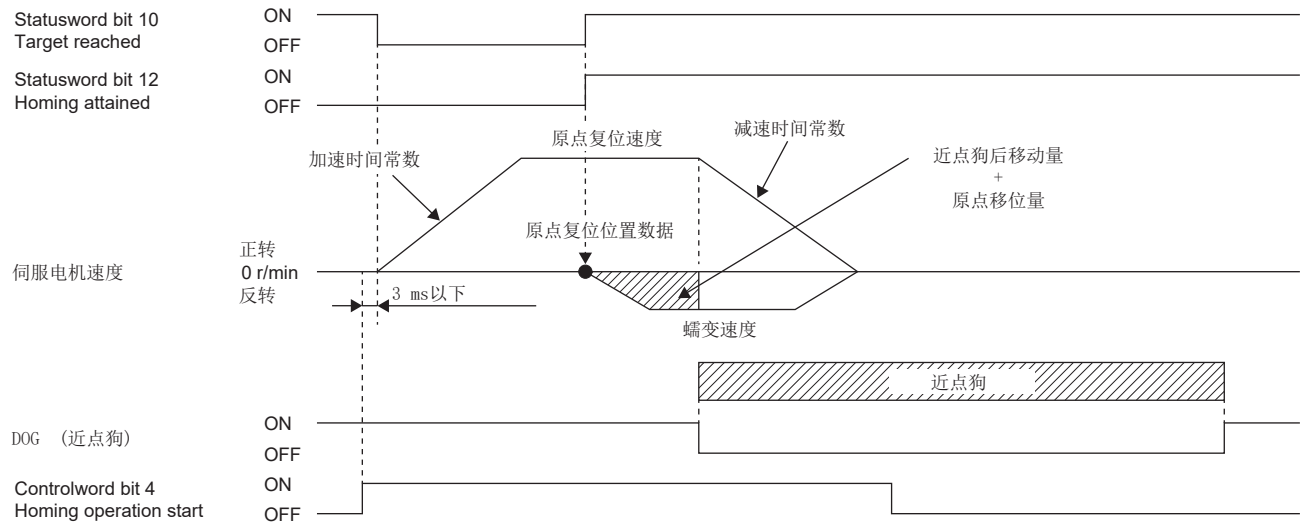 Statusword bit 10
Target reached
ON
OFF
Statusword bit 12
Homing attained
ON
OFF
原点复位速度
减速时间常数
加速时间常数
近点狗后移动量
+
原点移位量
原点复位位置数据
伺服电机速度
正转
0 r/min
反转
3 ms以下
蠕变速度
近点狗
DOG (近点狗)
ON
OFF
Controlword bit 4
Homing operation start
ON
OFF